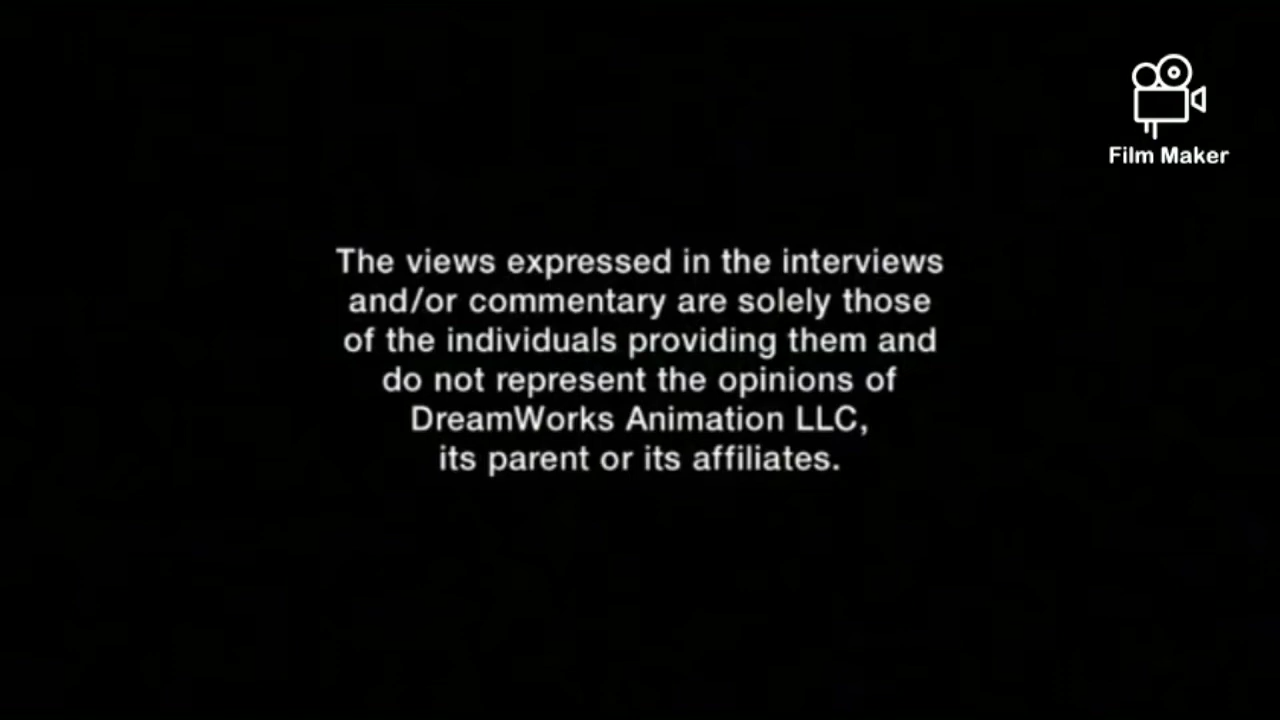 Film Maker
The views expressed in the interviews
and/or commentary are solely those
of the individuals providing them and
do not represent the opinions of
DreamWorks Animation LLC,
its parent or its affiliates.